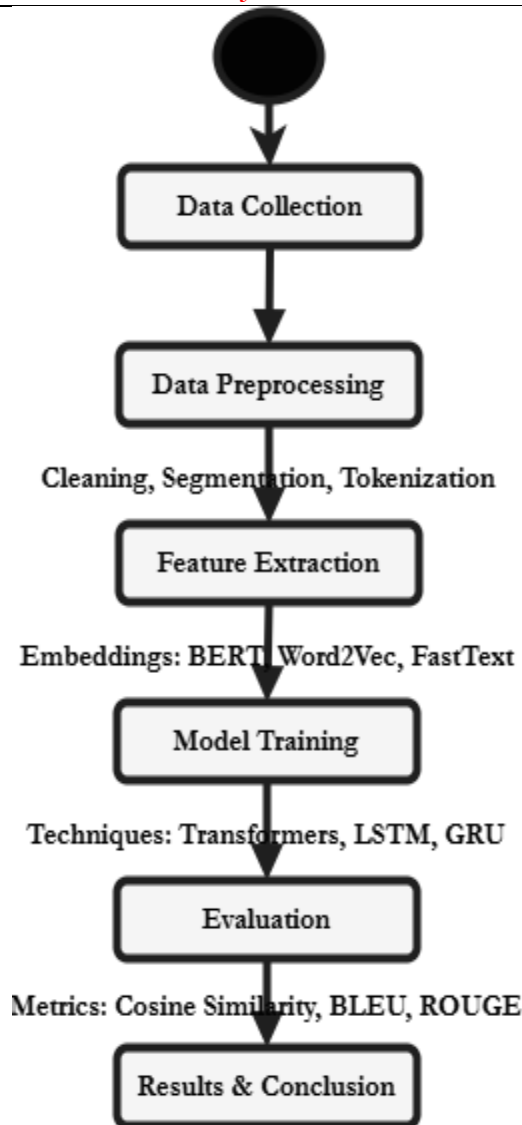 Data Collection
Data Preprocessing
Cleaning, Segmentation, Tokenization
Feature Extraction
Embeddings: BERT, Word2Vec, FastText
Model Training
Techniques: Transformers, LSTM, GRU
Evaluation
Metrics: Cosine Similarity, BLEU, ROUGE
Results & Conclusion